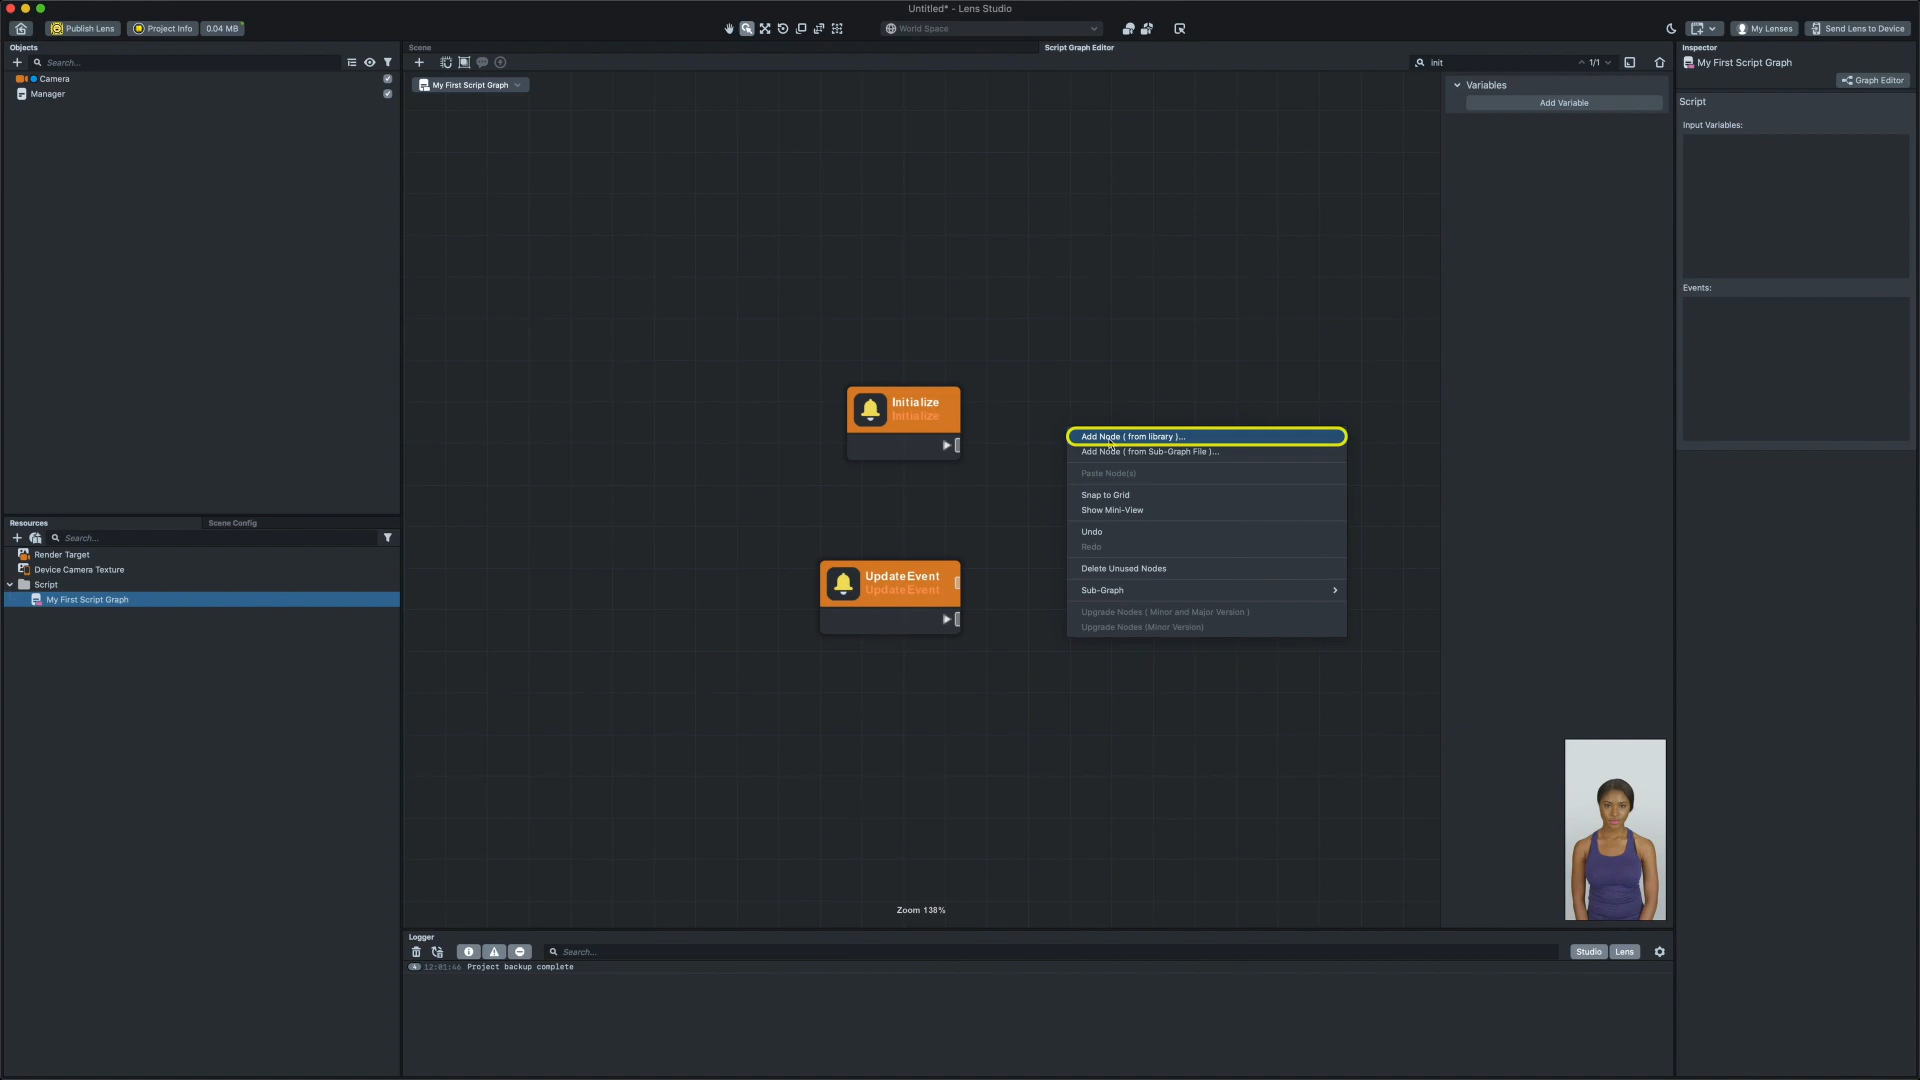 Untitled* - Lens Studio
Publish Lens
Project Info
0.04 MB
World Space
My Lenses
Send Lens to Device
Objects
Search...
Camera
Manager
Scene
Script Graph Editor
init
1/1
My First Script Graph
Variables
Add Variable
Inspector
My First Script Graph
Graph Editor
Script
Input Variables:
Events:
Initialize
Initialize
UpdateEvent
UpdateEvent
Add Node ( from library )...
Add Node ( from Sub-Graph File )...
Paste Node(s)
Snap to Grid
Show Mini-View
Undo
Redo
Delete Unused Nodes
Sub-Graph
Upgrade Nodes ( Minor and Major Version )
Upgrade Nodes (Minor Version)
Resources
Scene Config
Search...
Render Target
Device Camera Texture
Script
My First Script Graph
Zoom 138%
Logger
Search...
Studio
Lens
4 12:01:46 Project backup complete